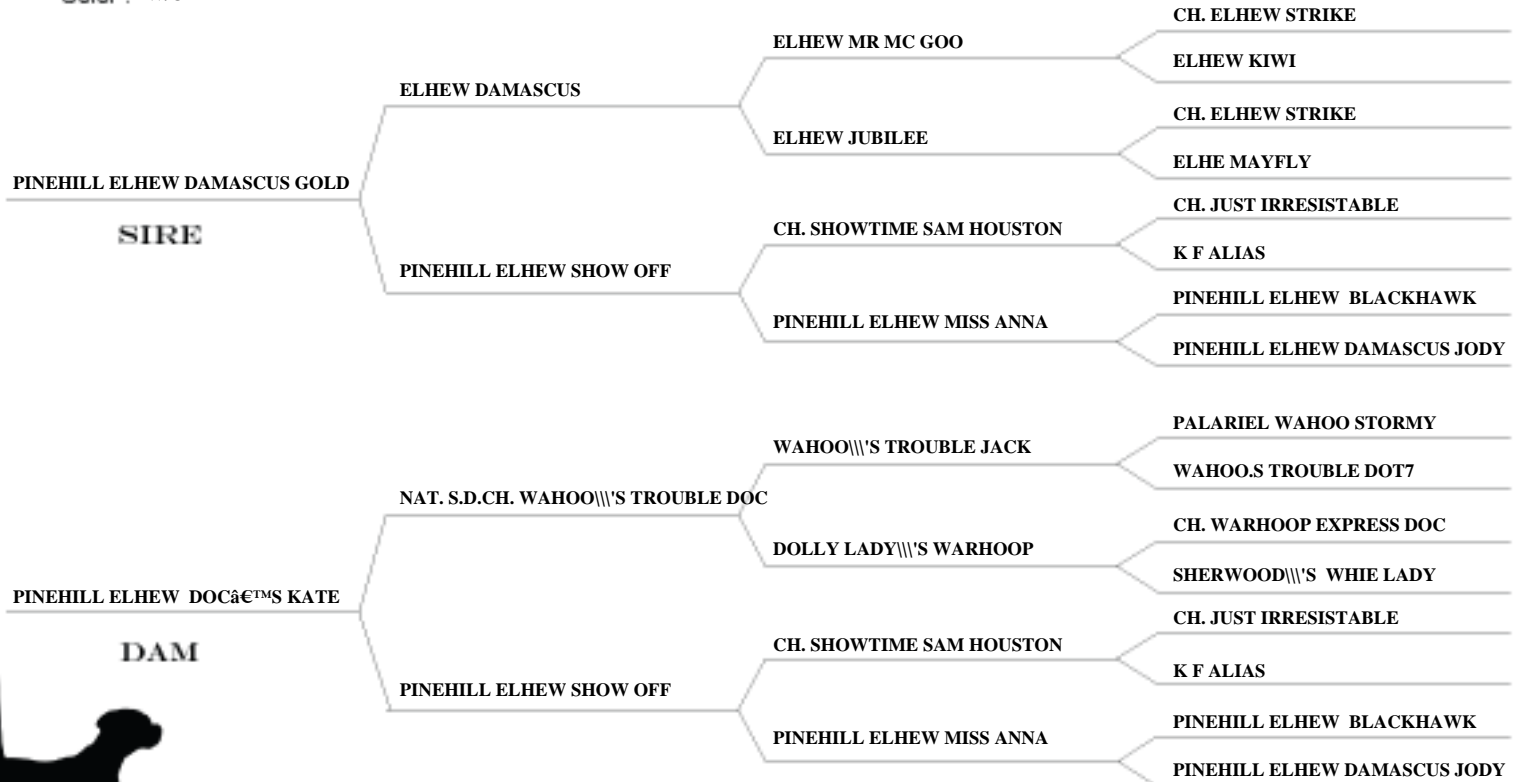 CH. ELHEW STRIKE
ELHEW MR MC GOO
ELHEW KIWI
ELHEW DAMASCUS
CH. ELHEW STRIKE
ELHEW JUBILEE
ELHE MAYFLY
PINEHILL ELHEW DAMASCUS GOLD
SIRE
CH. JUST IRRESISTABLE
CH. SHOWTIME SAM HOUSTON
K F ALIAS
PINEHILL ELHEW SHOW OFF
PINEHILL ELHEW  BLACKHAWK
PINEHILL ELHEW MISS ANNA
PINEHILL ELHEW DAMASCUS JODY
PALARIEL WAHOO STORMY
WAHOO\\\'S TROUBLE JACK
WAHOO.S TROUBLE DOT7
NAT. S.D.CH. WAHOO\\\'S TROUBLE DOC
CH. WARHOOP EXPRESS DOC
DOLLY LADY\\\'S WARHOOP
SHERWOOD\\\'S  WHIE LADY
PINEHILL ELHEW  DOCâ€™S KATE
DAM
CH. JUST IRRESISTABLE
CH. SHOWTIME SAM HOUSTON
K F ALIAS
PINEHILL ELHEW SHOW OFF
PINEHILL ELHEW  BLACKHAWK
PINEHILL ELHEW MISS ANNA
PINEHILL ELHEW DAMASCUS JODY